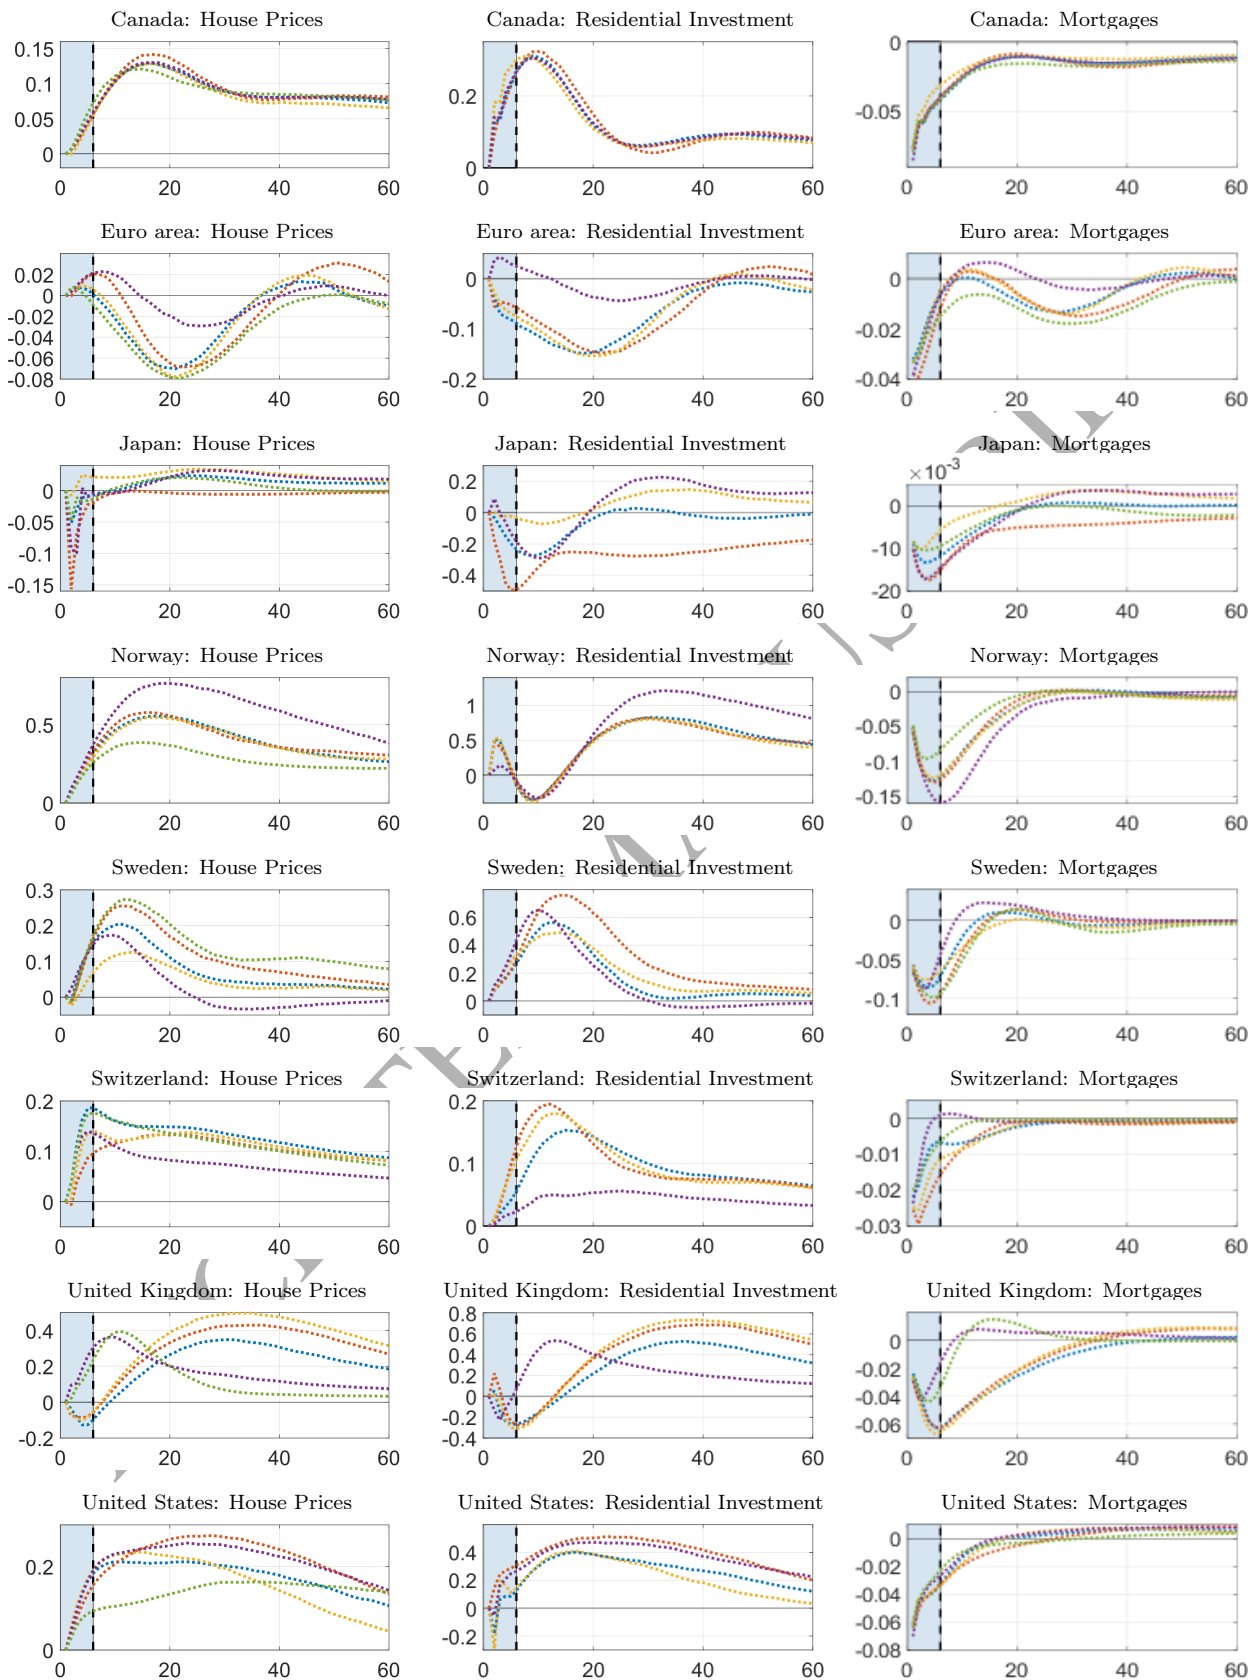 Canada: House Prices
Canada: Residential Investment
Canada: Mortgages
0.15
0.1
0.05
0
0 20 40 60
0.2
0
0 20 40 60
0
-0.05
0 20 40 60
Euro area: House Prices
Euro area: Residential Investment
Euro area: Mortgages
0.02
0
-0.02
-0.04
-0.06
-0.08
0 20 40 60
0
-0.1
-0.2
0 20 40 60
0
-0.02
-0.04
0 20 40 60
Japan: House Prices
Japan: Residential Investment
Japan: Mortgages
0
-0.05
-0.1
-0.15
0 20 40 60
0.2
0
-0.2
-0.4
0 20 40 60
×10⁻³
0
-10
-20
0 20 40 60
Norway: House Prices
Norway: Residential Investment
Norway: Mortgages
0.5
0
0 20 40 60
1
0.5
0
0 20 40 60
0
-0.05
-0.1
-0.15
0 20 40 60
Sweden: House Prices
Sweden: Residential Investment
Sweden: Mortgages
0.3
0.2
0.1
0
0 20 40 60
0.6
0.4
0.2
0
0 20 40 60
0
-0.05
-0.1
0 20 40 60
Switzerland: House Prices
Switzerland: Residential Investment
Switzerland: Mortgages
0.2
0.1
0
0 20 40 60
0.2
0.1
0
0 20 40 60
0
-0.01
-0.02
-0.03
0 20 40 60
United Kingdom: House Prices
United Kingdom: Residential Investment
United Kingdom: Mortgages
0.4
0.2
0
-0.2
0 20 40 60
0.8
0.6
0.4
0.2
0
-0.2
-0.4
0 20 40 60
0
-0.02
-0.04
-0.06
0 20 40 60
United States: House Prices
United States: Residential Investment
United States: Mortgages
0.2
0
0 20 40 60
0.4
0.2
0
-0.2
0 20 40 60
0
-0.02
-0.04
-0.06
-0.08
0 20 40 60